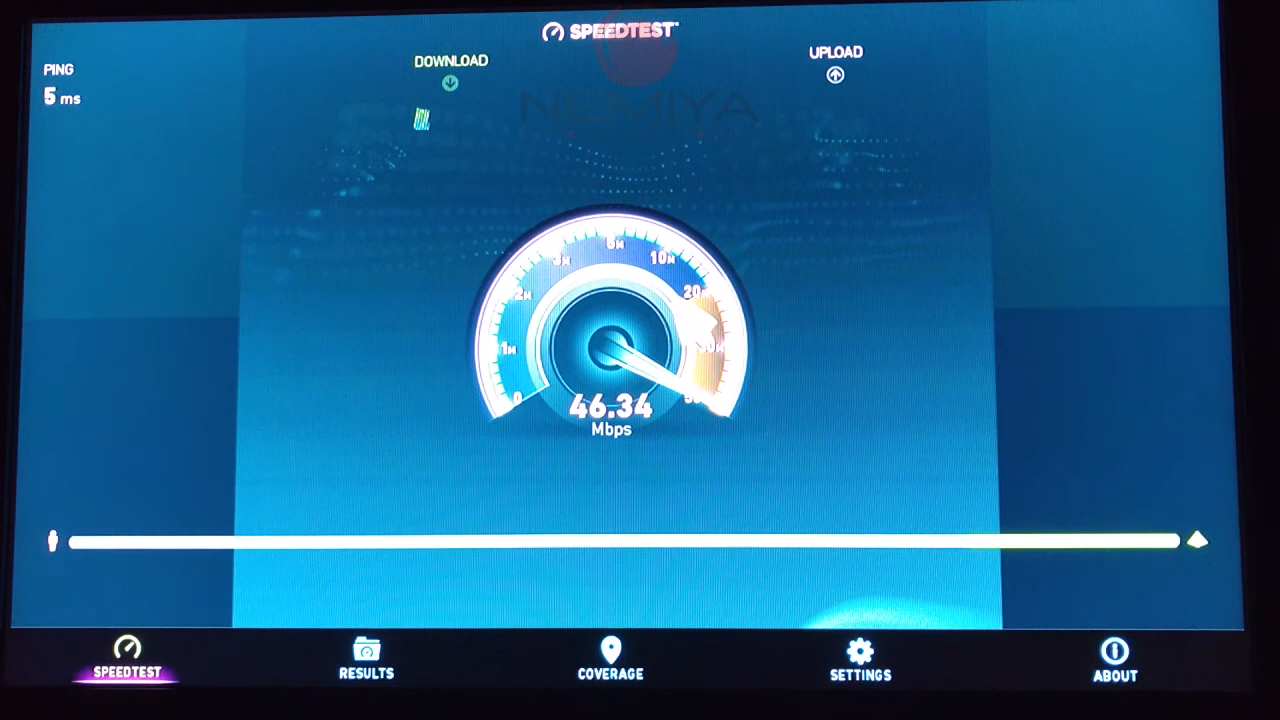 SPEEDTEST
PING
5 ms
DOWNLOAD
UPLOAD
NEMIYA
5M
3M
10M
2M
20M
1M
0
46.34
Mbps
SPEEDTEST
RESULTS
COVERAGE
SETTINGS
ABOUT